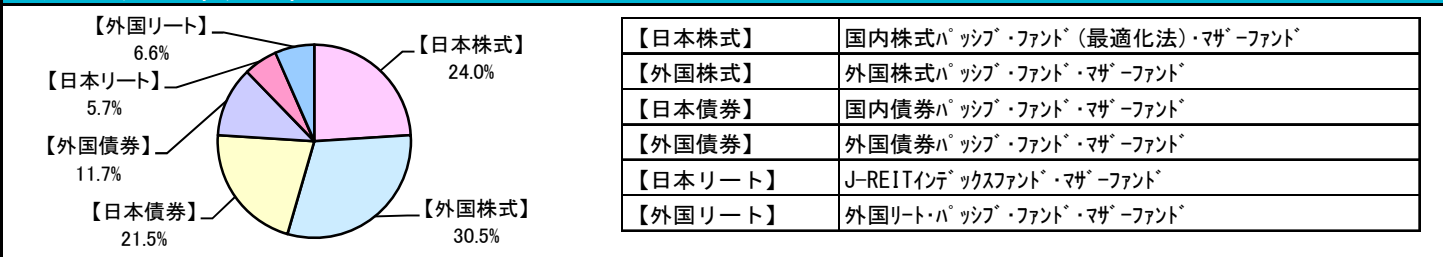 【外国リート】
6.6%
【日本リート】
5.7%
【外国債券】
11.7%
【日本債券】
21.5%
【日本株式】
24.0%
【外国株式】
30.5%
【日本株式】 国内株式ﾊﾟｯｼﾌﾞ・ﾌｧﾝﾄﾞ(最適化法)・ﾏｻﾞｰﾌｧﾝﾄﾞ
【外国株式】 外国株式ﾊﾟｯｼﾌﾞ・ﾌｧﾝﾄﾞ・ﾏｻﾞｰﾌｧﾝﾄﾞ
【日本債券】 国内債券ﾊﾟｯｼﾌﾞ・ﾌｧﾝﾄﾞ・ﾏｻﾞｰﾌｧﾝﾄﾞ
【外国債券】 外国債券ﾊﾟｯｼﾌﾞ・ﾌｧﾝﾄﾞ・ﾏｻﾞｰﾌｧﾝﾄﾞ
【日本リート】 J-REITｲﾝﾃﾞｯｸｽﾌｧﾝﾄﾞ・ﾏｻﾞｰﾌｧﾝﾄﾞ
【外国リート】 外国ﾘｰﾄ・ﾊﾟｯｼﾌﾞ・ﾌｧﾝﾄﾞ・ﾏｻﾞｰﾌｧﾝﾄﾞ